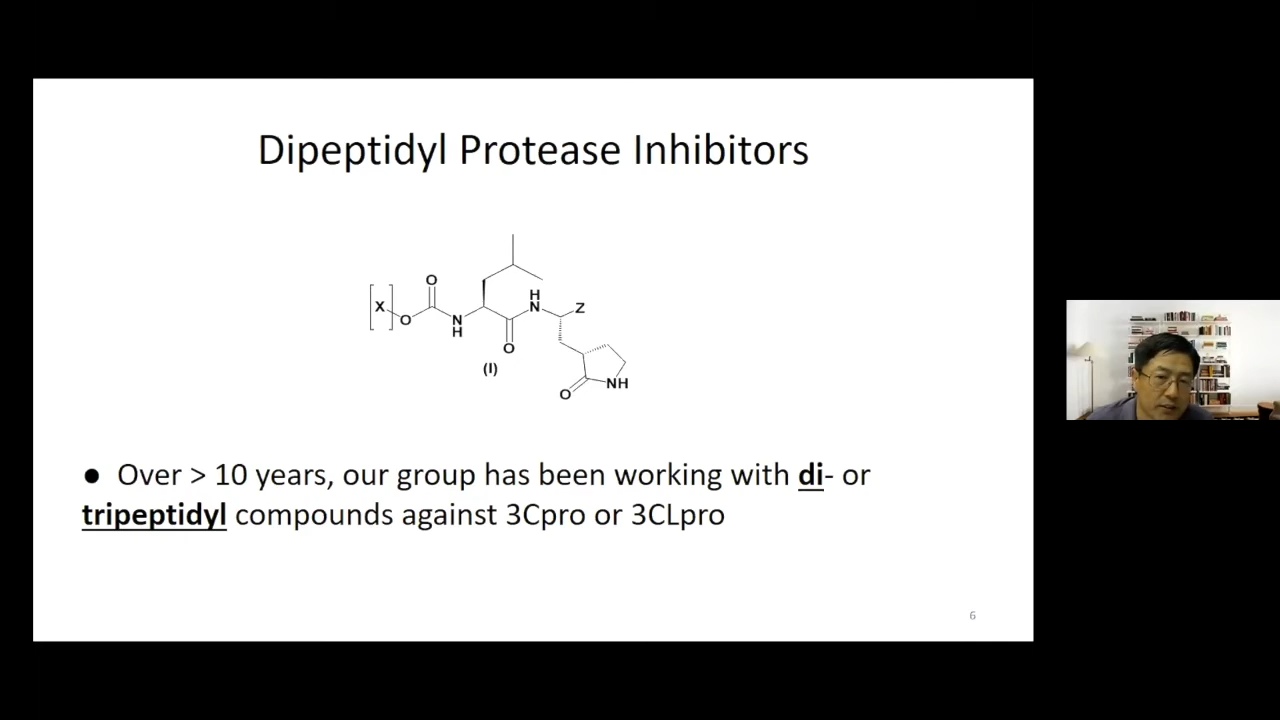 Dipeptidyl Protease Inhibitors
O
H
N
Z
X
O
N
H
O
(I)
O
NH
● Over > 10 years, our group has been working with di- or
tripeptidyl compounds against 3Cpro or 3CLpro
6